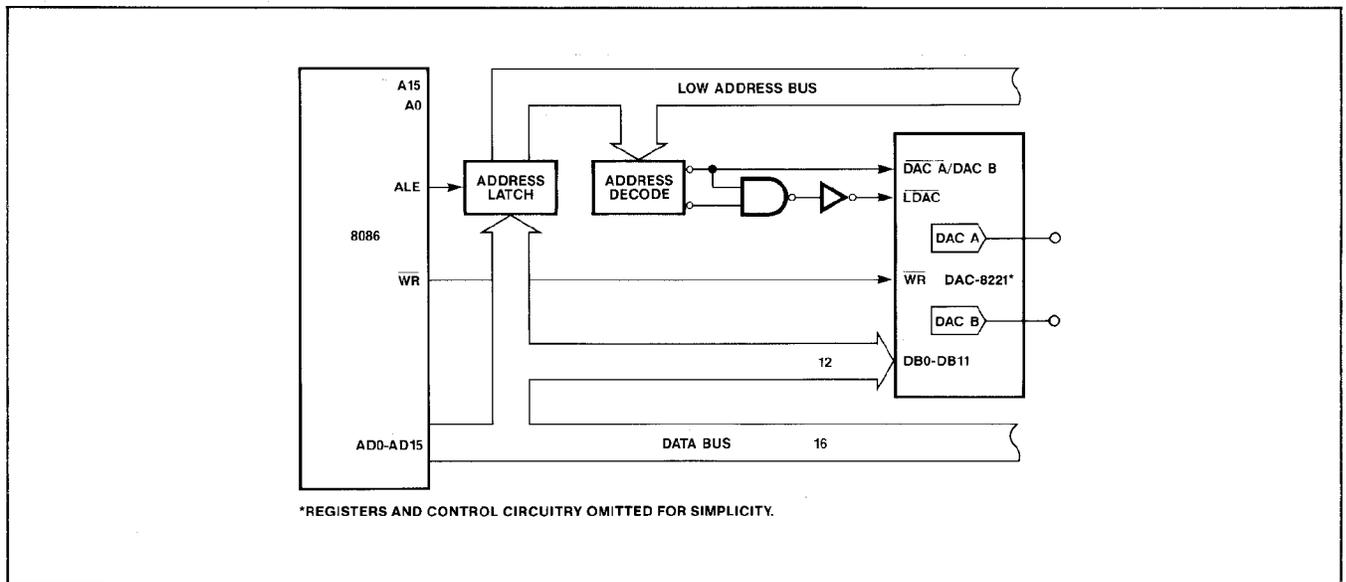 A15
A0
LOW ADDRESS BUS
ALE
ADDRESS
LATCH
ADDRESS
DECODE
DAC A/DAC B
LDAC
8086
DAC A
WR
WR DAC-8221*
DAC B
12
DB0-DB11
AD0-AD15
DATA BUS 16
*REGISTERS AND CONTROL CIRCUITRY OMITTED FOR SIMPLICITY.